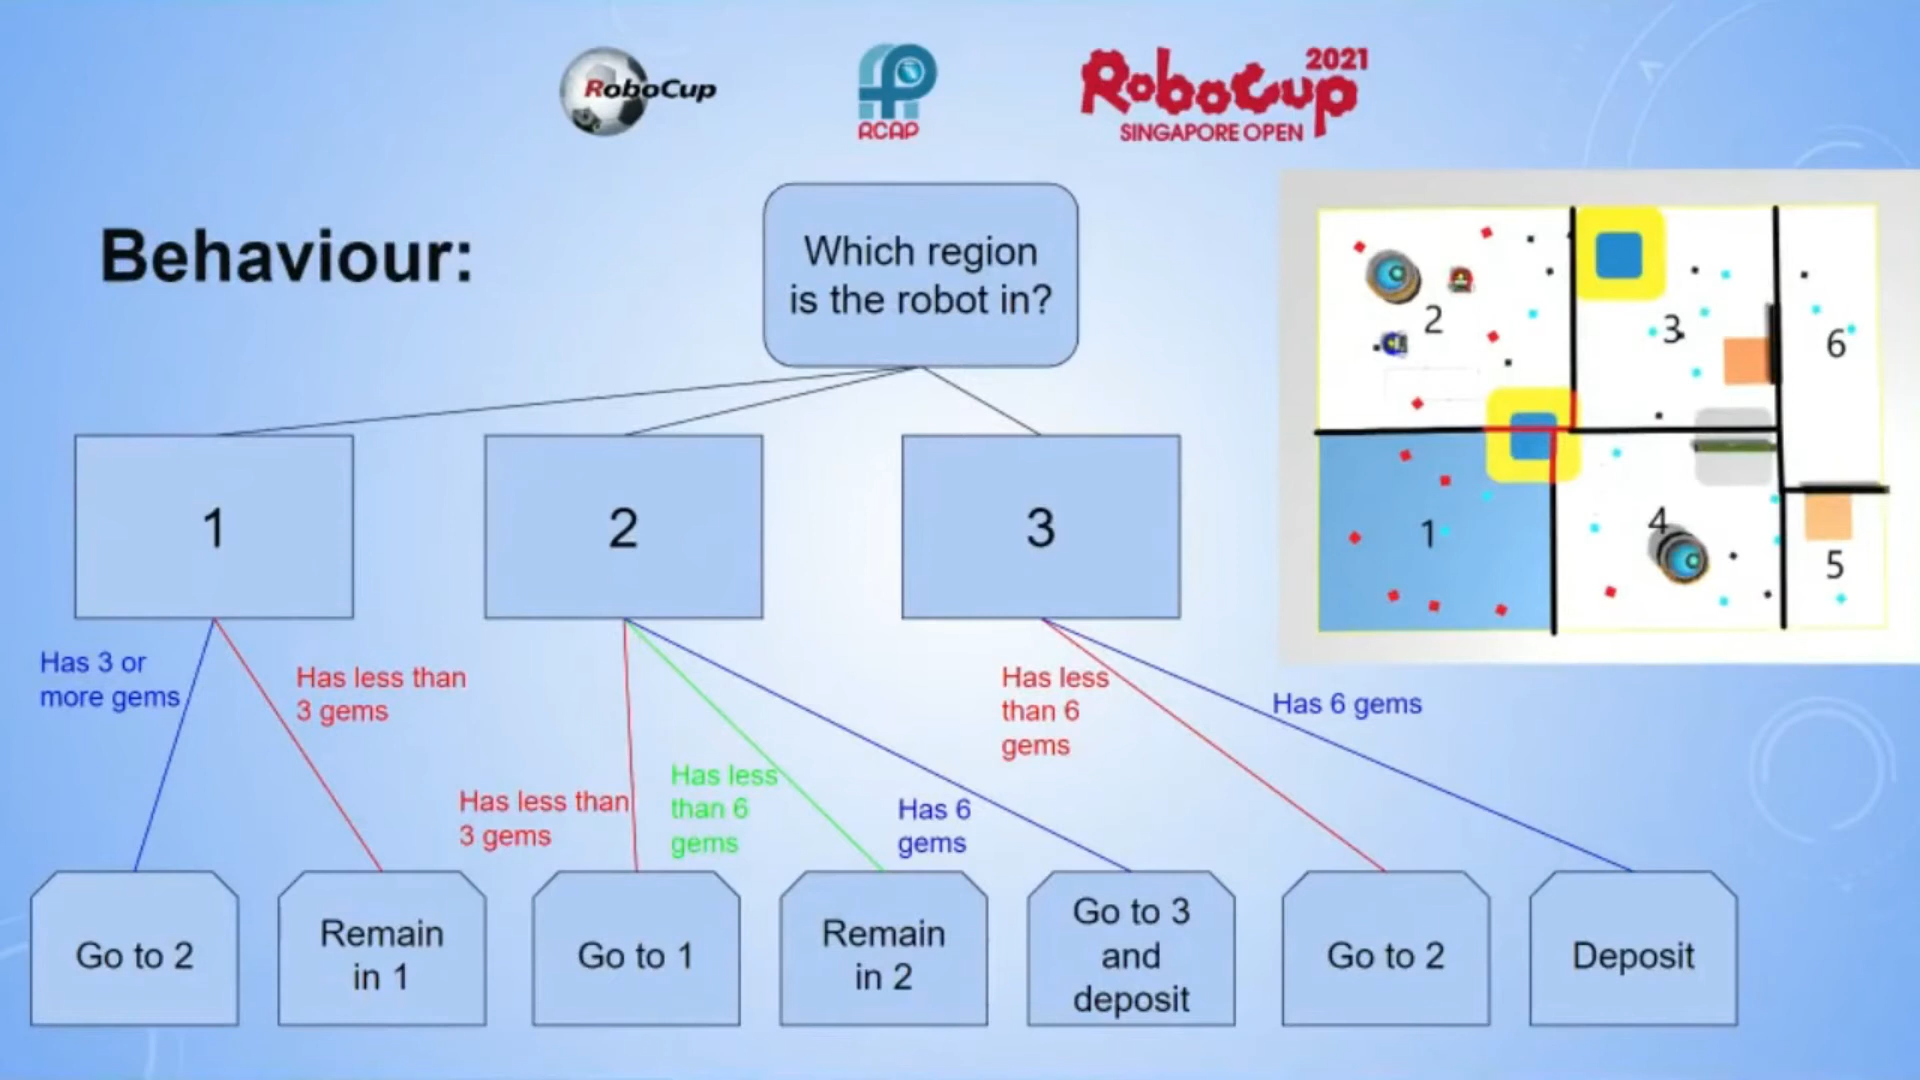 RoboCup
RCAP
2021
RoboCup
SINGAPORE OPEN
Behaviour:
Which region
is the robot in?
2
3
6
1
4
5
1
2
3
Has 3 or
more gems
Has less than
3 gems
Has less than
3 gems
Has less
than 6
gems
Has 6
gems
Has less
than 6
gems
Has 6 gems
Go to 2
Remain
in 1
Go to 1
Remain
in 2
Go to 3
and
deposit
Go to 2
Deposit